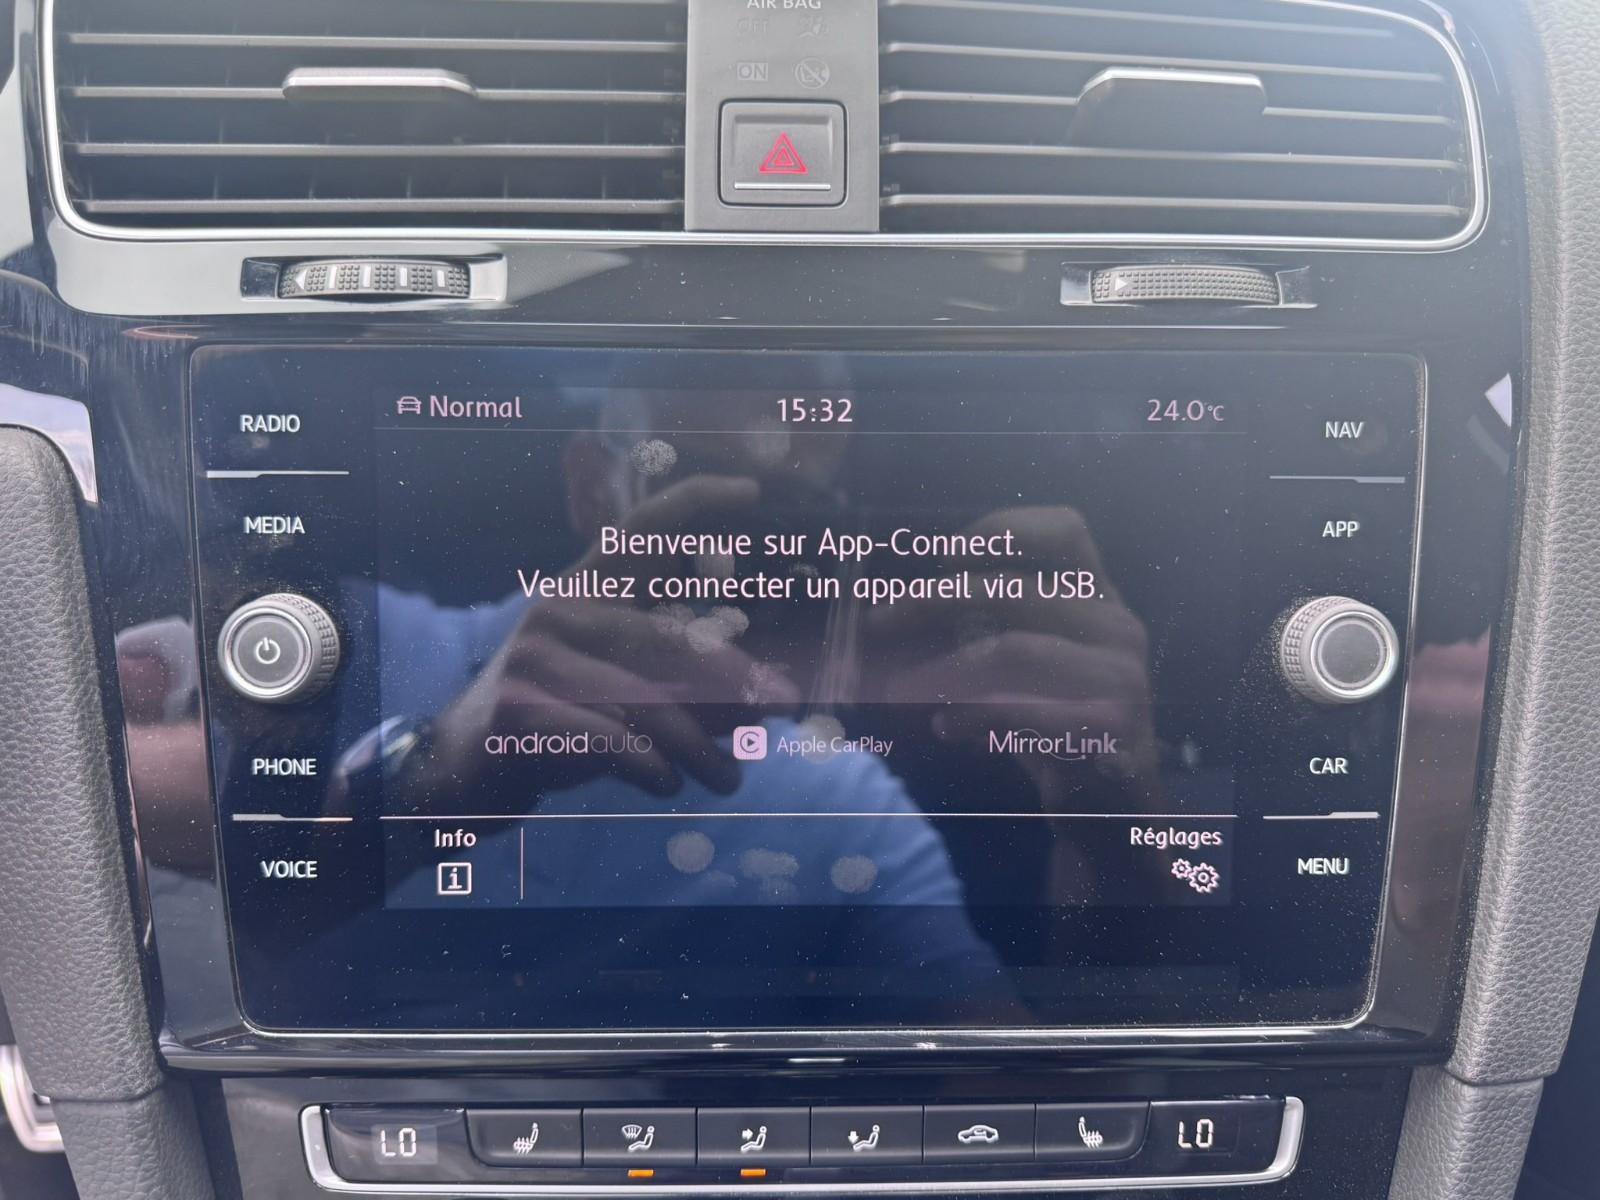 AIR BAG
OFF
ON
Normal 15:32 24.0°C
RADIO
NAV
MEDIA
APP
Bienvenue sur App-Connect.
Veuillez connecter un appareil via USB.
androidauto Apple CarPlay MirrorLink
PHONE
CAR
Info Réglages
VOICE
MENU
LO LO